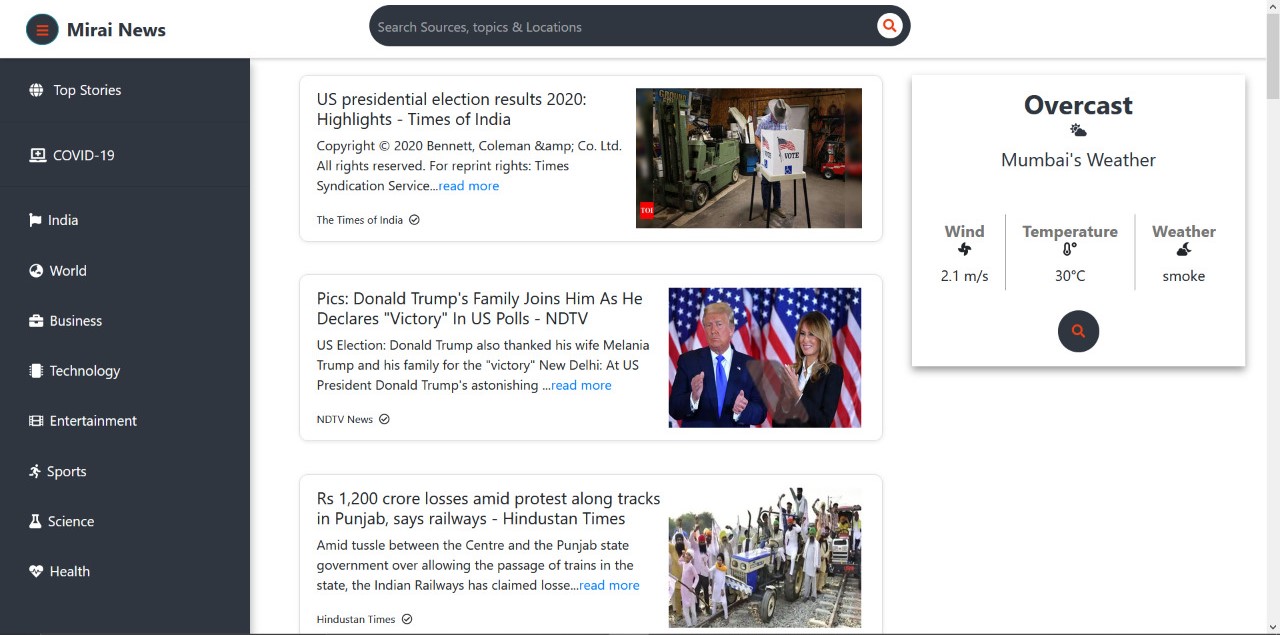 Mirai News
Search Sources, topics & Locations
Top Stories
COVID-19
India
World
Business
Technology
Entertainment
Sports
Science
Health
US presidential election results 2020:
Highlights - Times of India
Copyright © 2020 Bennett, Coleman &amp; Co. Ltd.
All rights reserved. For reprint rights: Times
Syndication Service...read more
The Times of India
VOTE
VOTE
TOI
Pics: Donald Trump's Family Joins Him As He
Declares "Victory" In US Polls - NDTV
US Election: Donald Trump also thanked his wife Melania
Trump and his family for the "victory" New Delhi: At US
President Donald Trump's astonishing ...read more
NDTV News
Rs 1,200 crore losses amid protest along tracks
in Punjab, says railways - Hindustan Times
Amid tussle between the Centre and the Punjab state
government over allowing the passage of trains in the
state, the Indian Railways has claimed losse...read more
Hindustan Times
Overcast
Mumbai's Weather
Wind
2.1 m/s
Temperature
30°C
Weather
smoke